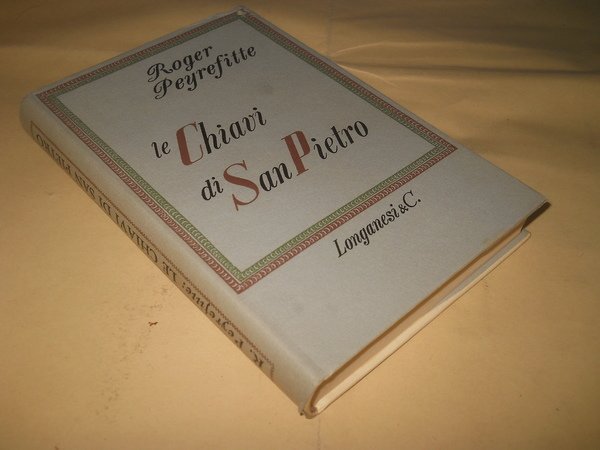 Roger
Peyrefitte
le Chiavi
di San Pietro
Longanesi & C.
R. Peyrefitte: LE CHIAVI DI SAN PIETRO